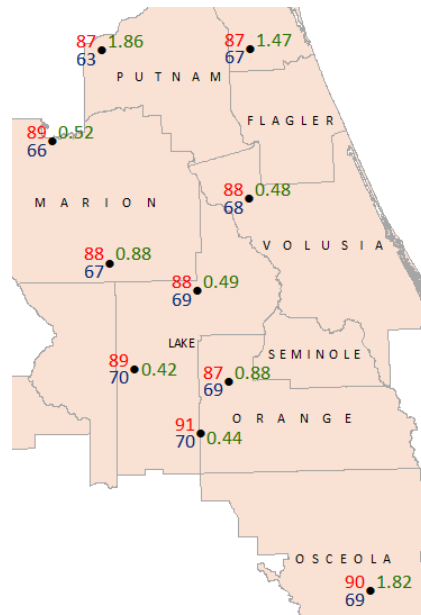 87 1.86
63
87 1.47
67
PUTNAM
FLAGLER
89 0.52
66
MARION
88 0.48
68
VOLUSIA
88 0.88
67
88 0.49
69
LAKE
SEMINOLE
89 0.42
70
87 0.88
69
ORANGE
91
70 0.44
OSCEOLA
90 1.82
69